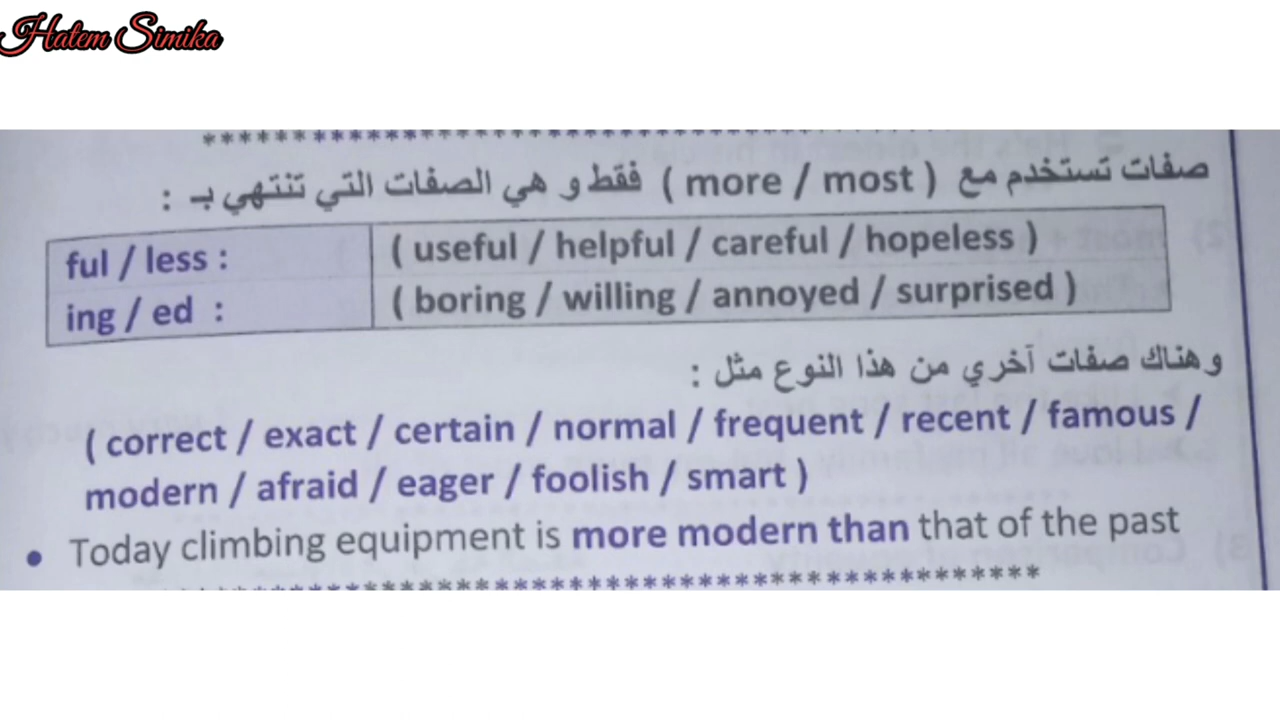 Hatem Simika
**********************************************
صفات تستخدم مع ( more / most ) فقط و هي الصفات التي تنتهي بـ :
ful / less : ( useful / helpful / careful / hopeless )
ing / ed : ( boring / willing / annoyed / surprised )
وهناك صفات آخري من هذا النوع مثل :
( correct / exact / certain / normal / frequent / recent / famous /
modern / afraid / eager / foolish / smart )
• Today climbing equipment is more modern than that of the past
**************************************************